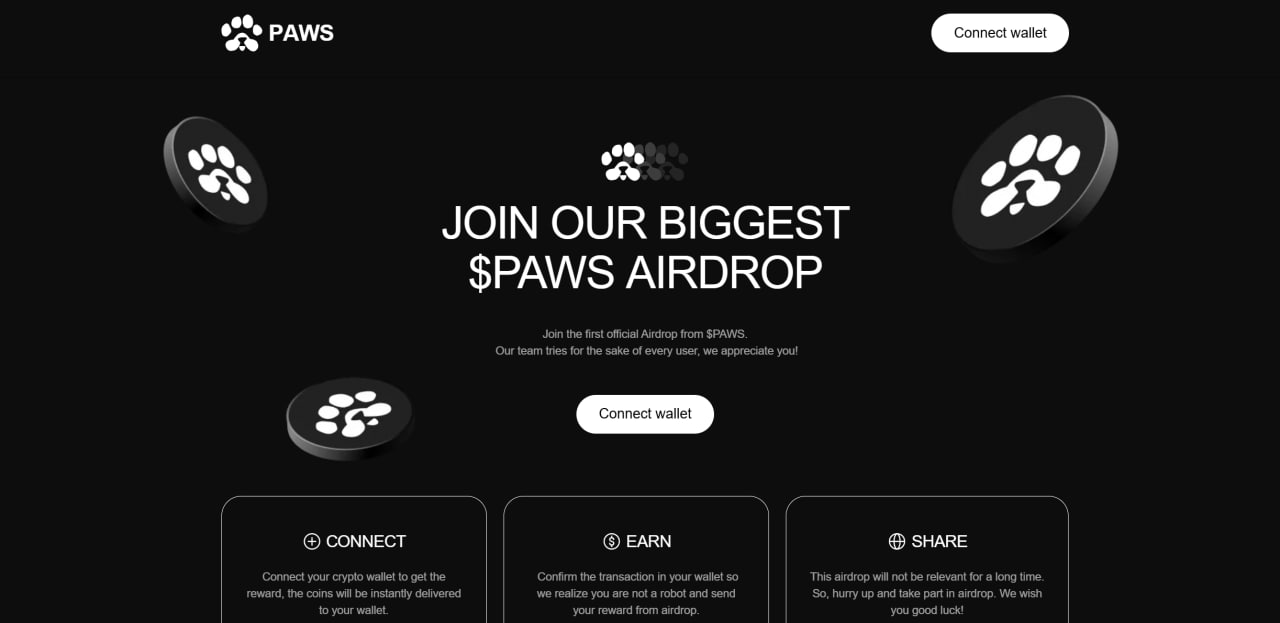 PAWS
Connect wallet
JOIN OUR BIGGEST
$PAWS AIRDROP
Join the first official Airdrop from $PAWS.
Our team tries for the sake of every user, we appreciate you!
Connect wallet
CONNECT
Connect your crypto wallet to get the
reward, the coins will be instantly delivered
to your wallet.
EARN
Confirm the transaction in your wallet so
we realize you are not a robot and send
your reward from airdrop.
SHARE
This airdrop will not be relevant for a long time.
So, hurry up and take part in airdrop. We wish
you good luck!